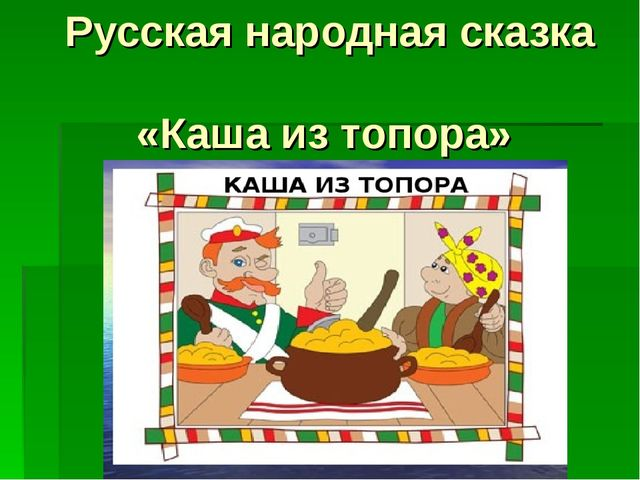 Русская народная сказка
«Каша из топора»
КАША ИЗ ТОПОРА